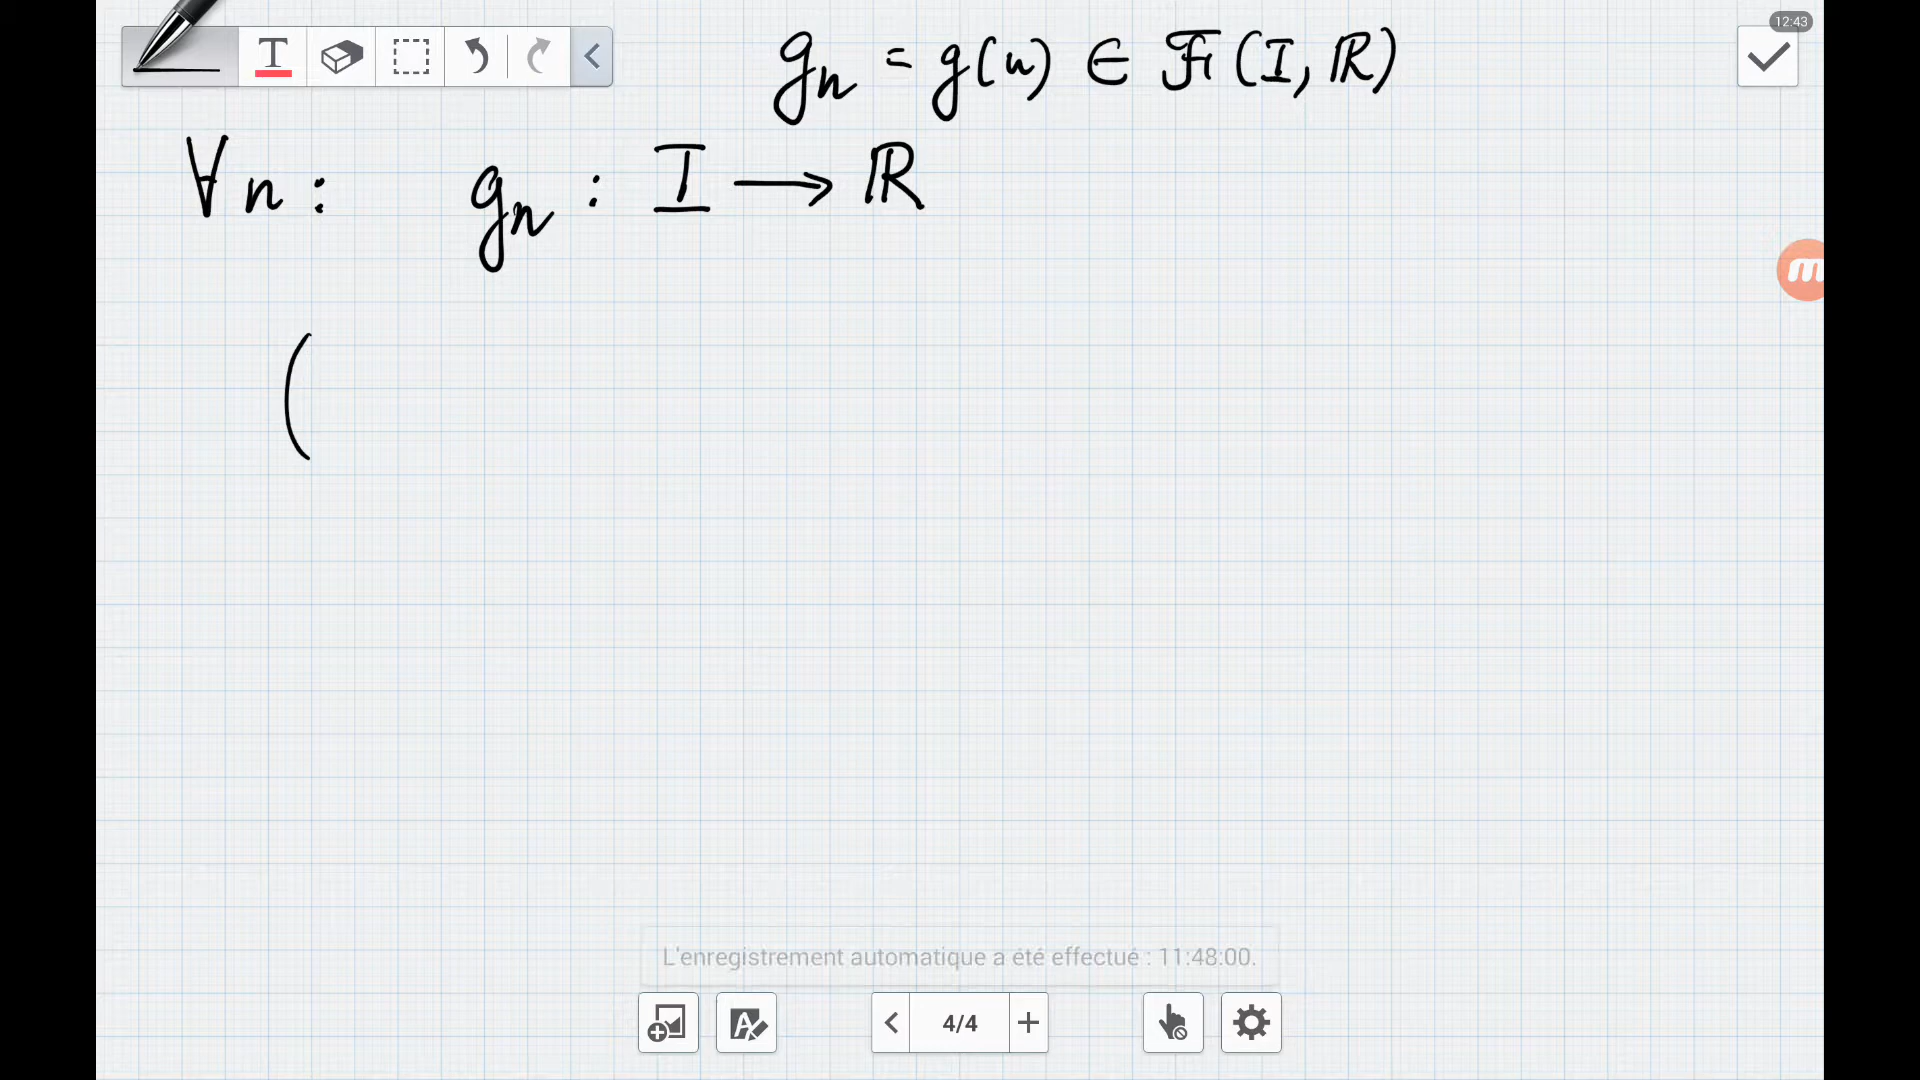 12:43
T
gₙ = g(n) ∈ ℱ(I, ℝ)
∀n : gₙ : I ⟶ ℝ
m
(
L'enregistrement automatique a été effectué : 11:48:00.
A
4/4